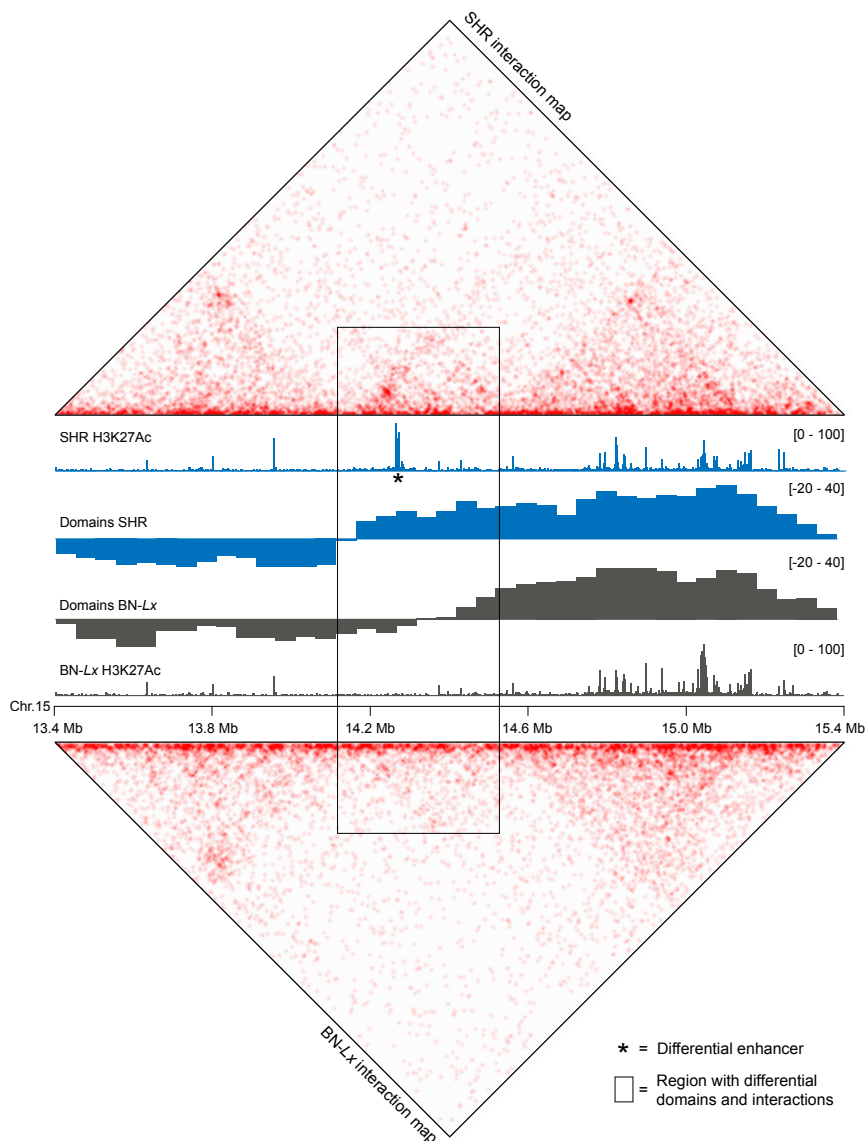 SHR interaction map
SHR H3K27Ac
[0 - 100]
*
[-20 - 40]
Domains SHR
[-20 - 40]
Domains BN-Lx
[0 - 100]
BN-Lx H3K27Ac
Chr.15
13.4 Mb 13.8 Mb 14.2 Mb 14.6 Mb 15.0 Mb 15.4 Mb
BN-Lx interaction map
* = Differential enhancer
= Region with differential
domains and interactions